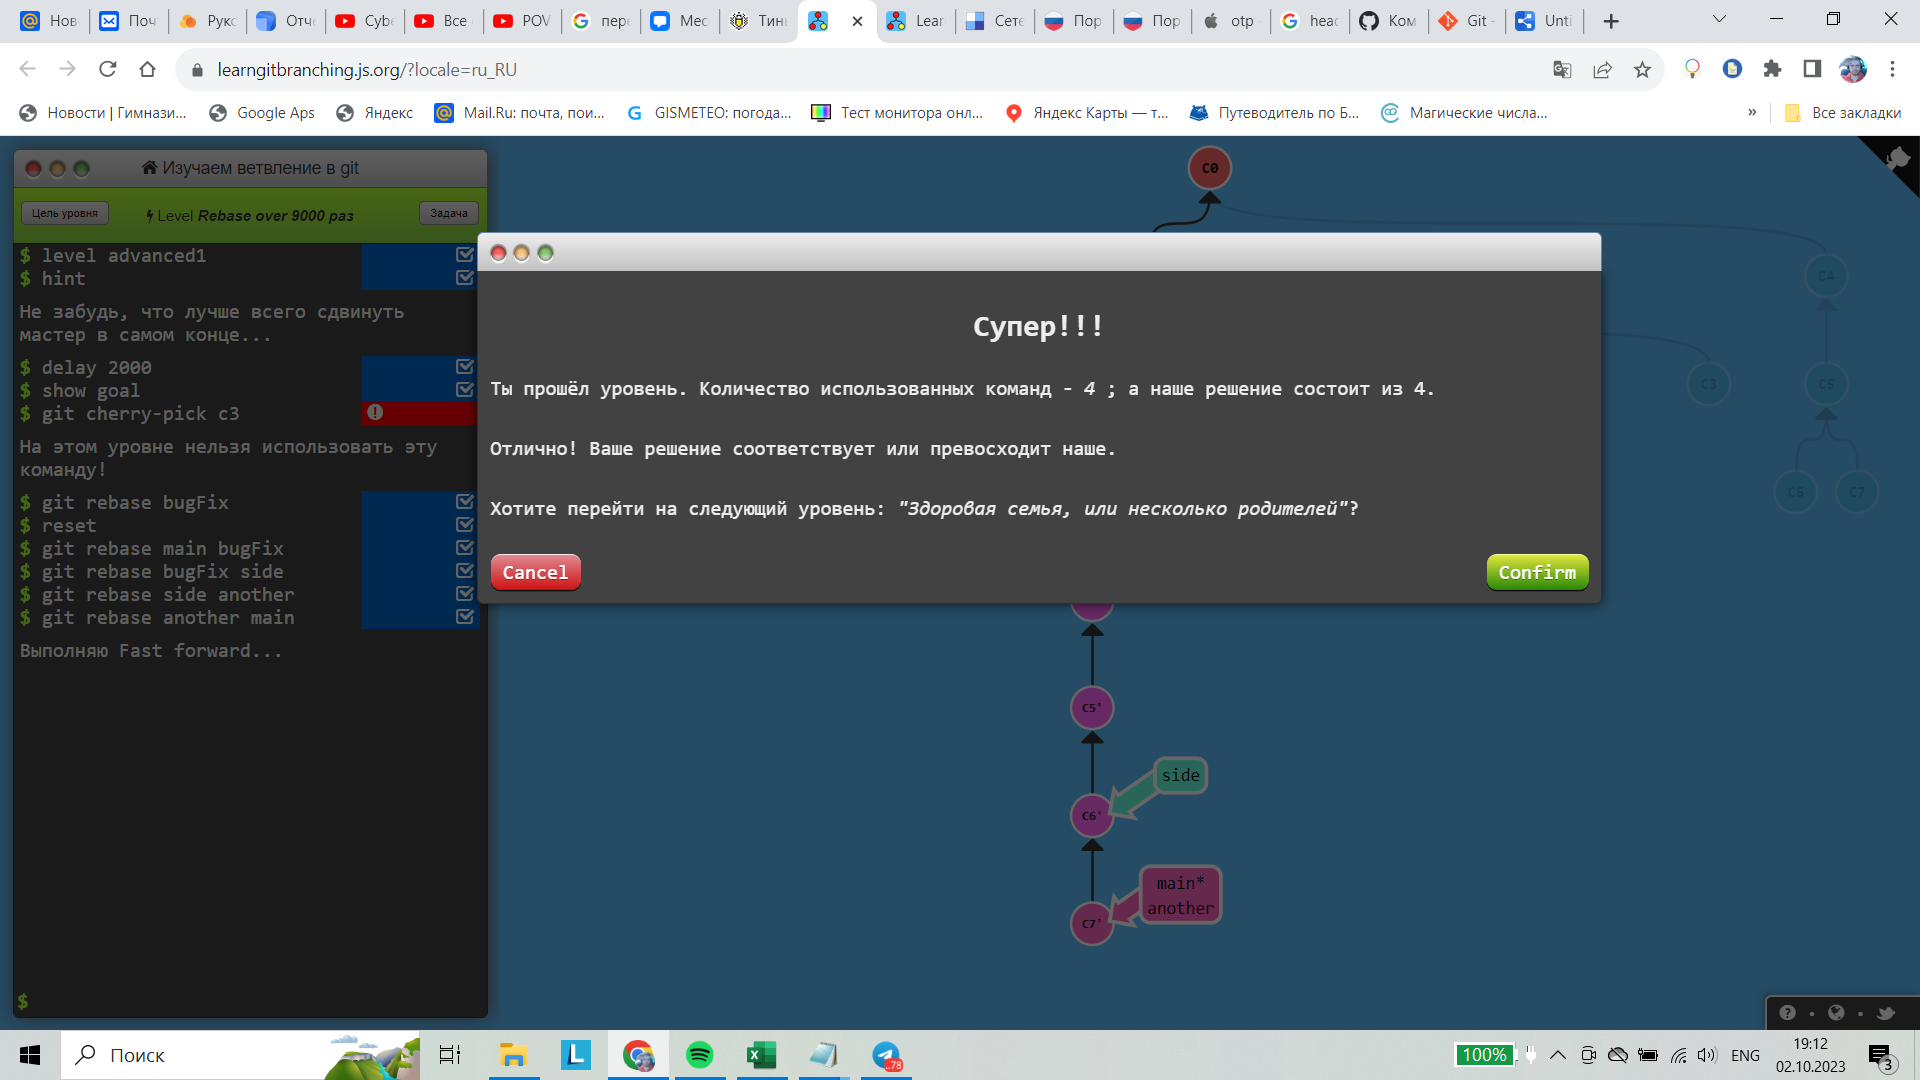 Нов
Поч
Рукс
Отче
Cybe
Все
POV
пере
Мес
Тинь
Lear
Сете
Пор
Пор
otp
heac
Ком
Git -
Unti
learngitbranching.js.org/?locale=ru_RU
Новости | Гимнази...
Google Aps
Яндекс
Mail.Ru: почта, пои...
GISMETEO: погода...
Тест монитора онл...
Яндекс Карты — т...
Путеводитель по Б...
Магические числа...
»
Все закладки
Изучаем ветвление в git
Цель уровня
Level Rebase over 9000 раз
Задача
$ level advanced1
$ hint
Не забудь, что лучше всего сдвинуть
мастер в самом конце...
$ delay 2000
$ show goal
$ git cherry-pick c3
На этом уровне нельзя использовать эту
команду!
$ git rebase bugFix
$ reset
$ git rebase main bugFix
$ git rebase bugFix side
$ git rebase side another
$ git rebase another main
Выполняю Fast forward...
$
C0
C4
C3
C5
C6
C7
Супер!!!
Ты прошёл уровень. Количество использованных команд - 4 ; а наше решение состоит из 4.
Отлично! Ваше решение соответствует или превосходит наше.
Хотите перейти на следующий уровень: "Здоровая семья, или несколько родителей"?
Cancel
Confirm
C5'
side
C6'
main*
another
C7'
Поиск
..78
100%
ENG
19:12
02.10.2023
3